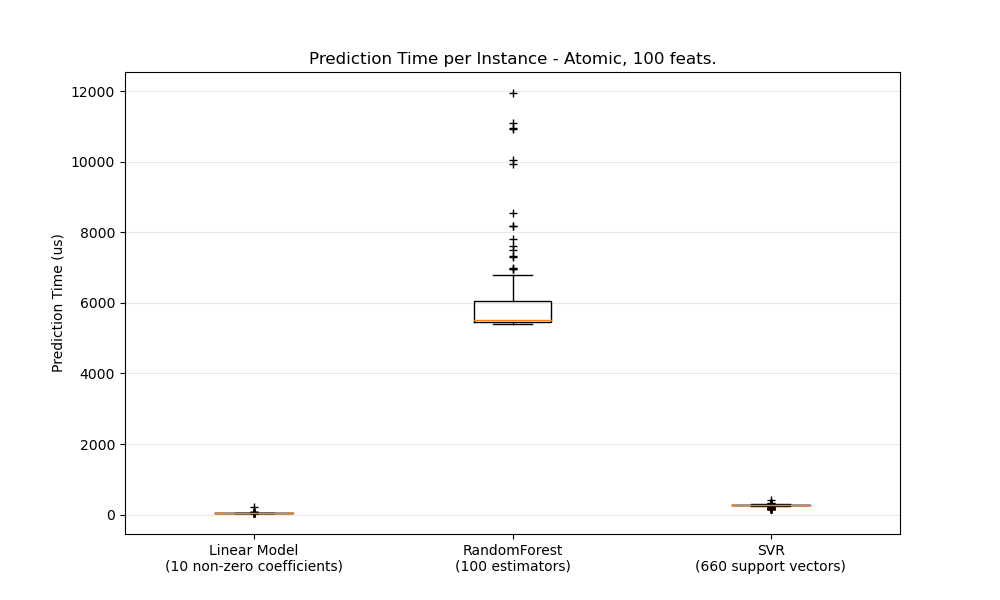 Prediction Time per Instance - Atomic, 100 feats.
Prediction Time (us)
12000
10000
8000
6000
4000
2000
0
Linear Model
(10 non-zero coefficients)
RandomForest
(100 estimators)
SVR
(660 support vectors)